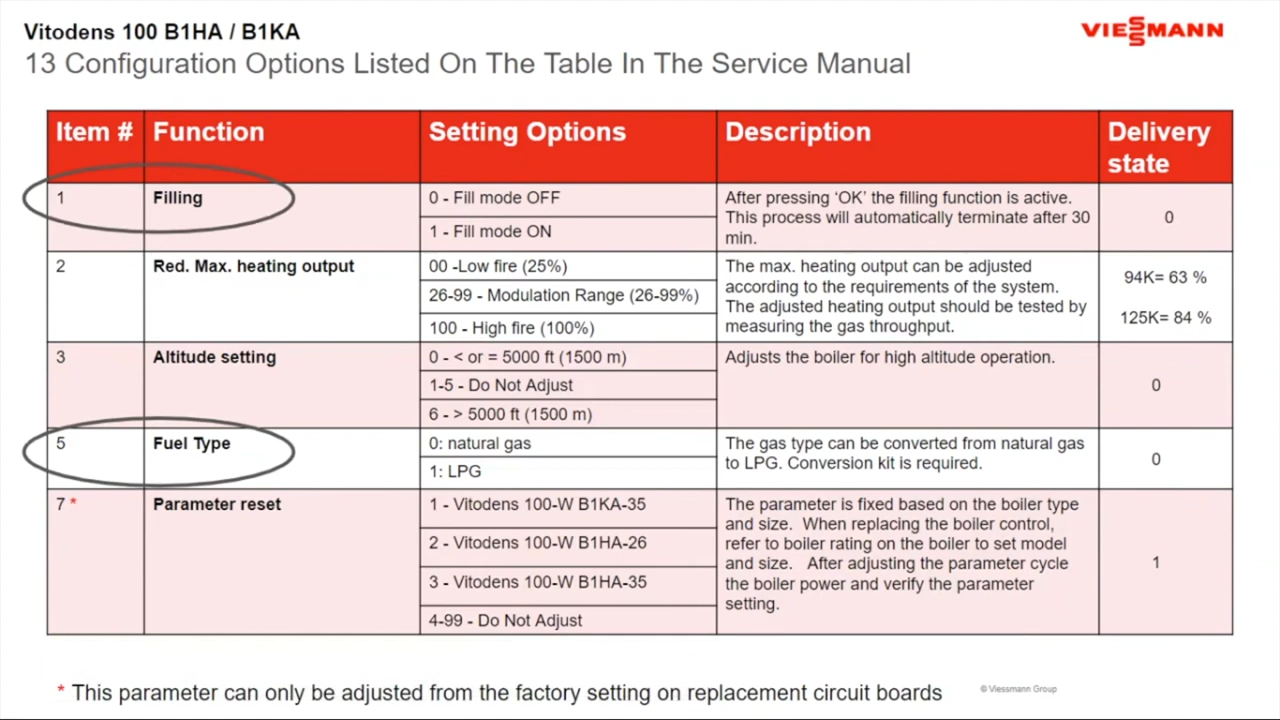 Vitodens 100 B1HA / B1KA
VIESSMANN
13 Configuration Options Listed On The Table In The Service Manual
Item #
Function
Setting Options
Description
Delivery
state
1
Filling
0 - Fill mode OFF
1 - Fill mode ON
After pressing ‘OK’ the filling function is active.
This process will automatically terminate after 30
min.
0
2
Red. Max. heating output
00 -Low fire (25%)
26-99 - Modulation Range (26-99%)
100 - High fire (100%)
The max. heating output can be adjusted
according to the requirements of the system.
The adjusted heating output should be tested by
measuring the gas throughput.
94K= 63 %
125K= 84 %
3
Altitude setting
0 - < or = 5000 ft (1500 m)
1-5 - Do Not Adjust
6 - > 5000 ft (1500 m)
Adjusts the boiler for high altitude operation.
0
5
Fuel Type
0: natural gas
1: LPG
The gas type can be converted from natural gas
to LPG. Conversion kit is required.
0
7 *
Parameter reset
1 - Vitodens 100-W B1KA-35
2 - Vitodens 100-W B1HA-26
3 - Vitodens 100-W B1HA-35
4-99 - Do Not Adjust
The parameter is fixed based on the boiler type
and size. When replacing the boiler control,
refer to boiler rating on the boiler to set model
and size. After adjusting the parameter cycle
the boiler power and verify the parameter
setting.
1
* This parameter can only be adjusted from the factory setting on replacement circuit boards
© Viessmann Group